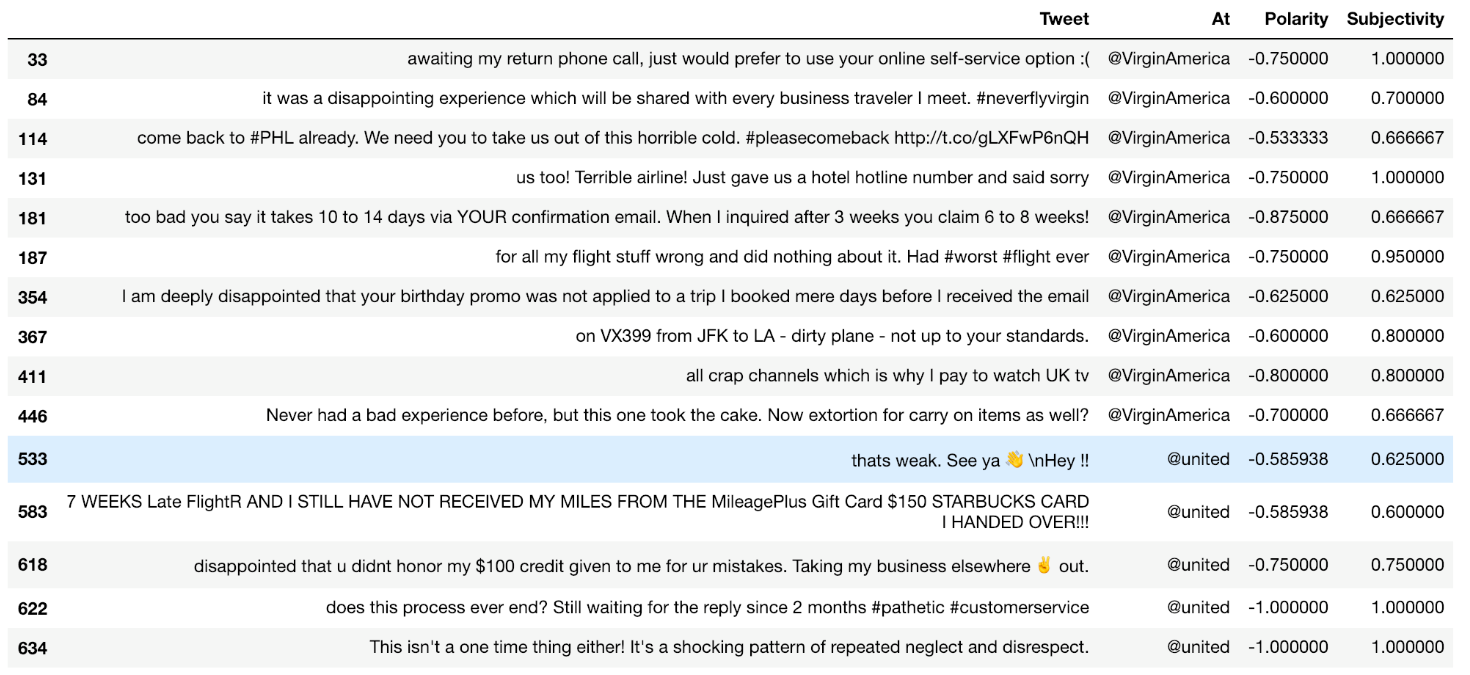 Tweet At Polarity Subjectivity
33 awaiting my return phone call, just would prefer to use your online self-service option :( @VirginAmerica -0.750000 1.000000
84 it was a disappointing experience which will be shared with every business traveler I meet. #neverflyvirgin @VirginAmerica -0.600000 0.700000
114 come back to #PHL already. We need you to take us out of this horrible cold. #pleasecomeback http://t.co/gLXFwP6nQH @VirginAmerica -0.533333 0.666667
131 us too! Terrible airline! Just gave us a hotel hotline number and said sorry @VirginAmerica -0.750000 1.000000
181 too bad you say it takes 10 to 14 days via YOUR confirmation email. When I inquired after 3 weeks you claim 6 to 8 weeks! @VirginAmerica -0.875000 0.666667
187 for all my flight stuff wrong and did nothing about it. Had #worst #flight ever @VirginAmerica -0.750000 0.950000
354 I am deeply disappointed that your birthday promo was not applied to a trip I booked mere days before I received the email @VirginAmerica -0.625000 0.625000
367 on VX399 from JFK to LA - dirty plane - not up to your standards. @VirginAmerica -0.600000 0.800000
411 all crap channels which is why I pay to watch UK tv @VirginAmerica -0.800000 0.800000
446 Never had a bad experience before, but this one took the cake. Now extortion for carry on items as well? @VirginAmerica -0.700000 0.666667
533 thats weak. See ya 👋 \nHey !! @united -0.585938 0.625000
583 7 WEEKS Late FlightR AND I STILL HAVE NOT RECEIVED MY MILES FROM THE MileagePlus Gift Card $150 STARBUCKS CARD
I HANDED OVER!!! @united -0.585938 0.600000
618 disappointed that u didnt honor my $100 credit given to me for ur mistakes. Taking my business elsewhere ✌ out. @united -0.750000 0.750000
622 does this process ever end? Still waiting for the reply since 2 months #pathetic #customerservice @united -1.000000 1.000000
634 This isn't a one time thing either! It's a shocking pattern of repeated neglect and disrespect. @united -1.000000 1.000000